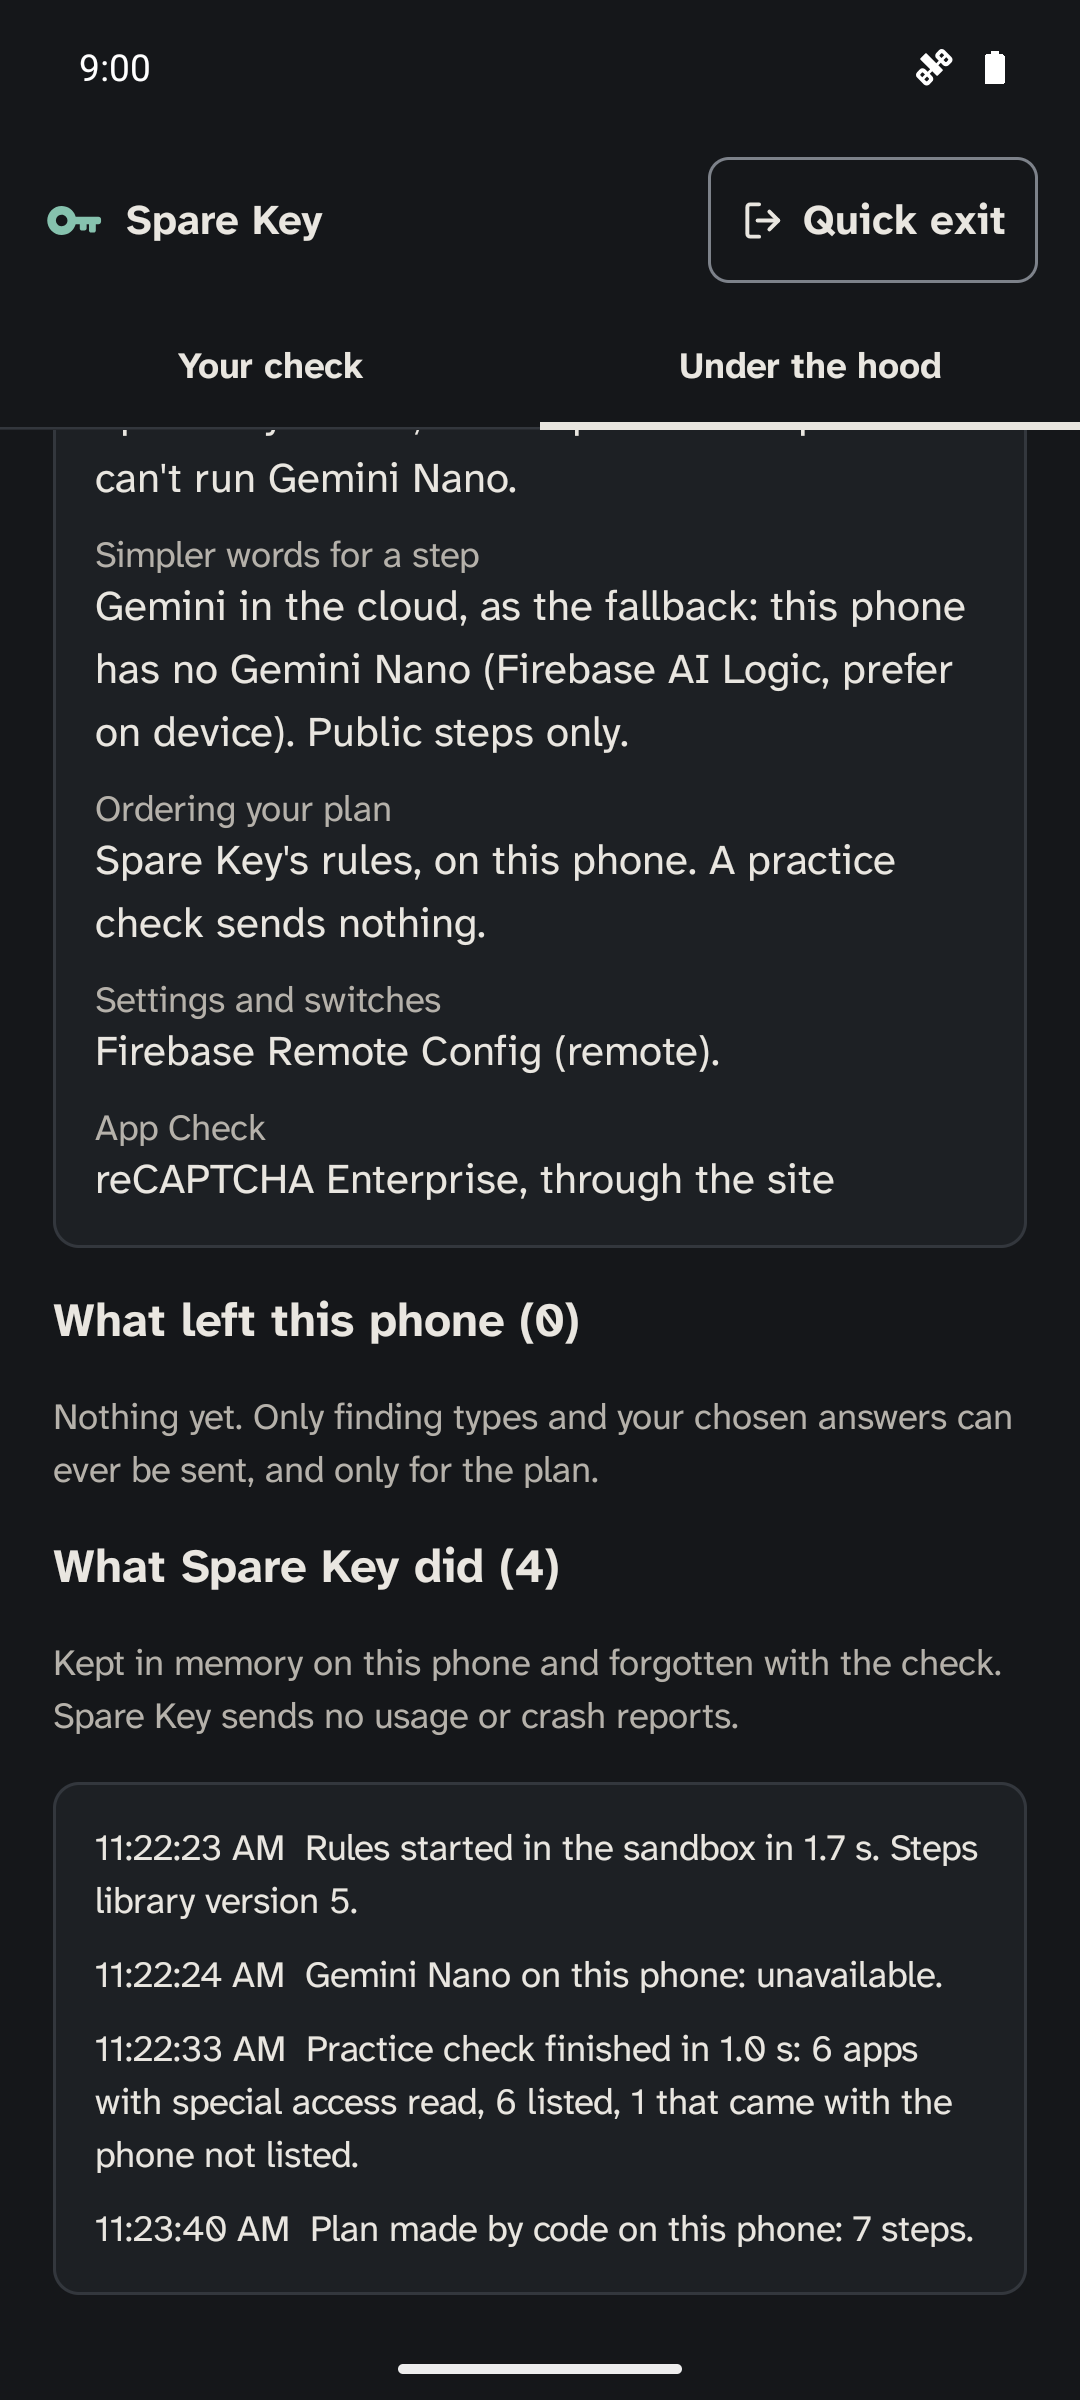 9:00
Spare Key
Quick exit
Your check
Under the hood
can't run Gemini Nano.
Simpler words for a step
Gemini in the cloud, as the fallback: this phone
has no Gemini Nano (Firebase AI Logic, prefer
on device). Public steps only.
Ordering your plan
Spare Key's rules, on this phone. A practice
check sends nothing.
Settings and switches
Firebase Remote Config (remote).
App Check
reCAPTCHA Enterprise, through the site
What left this phone (0)
Nothing yet. Only finding types and your chosen answers can
ever be sent, and only for the plan.
What Spare Key did (4)
Kept in memory on this phone and forgotten with the check.
Spare Key sends no usage or crash reports.
11:22:23 AM Rules started in the sandbox in 1.7 s. Steps
library version 5.
11:22:24 AM Gemini Nano on this phone: unavailable.
11:22:33 AM Practice check finished in 1.0 s: 6 apps
with special access read, 6 listed, 1 that came with the
phone not listed.
11:23:40 AM Plan made by code on this phone: 7 steps.